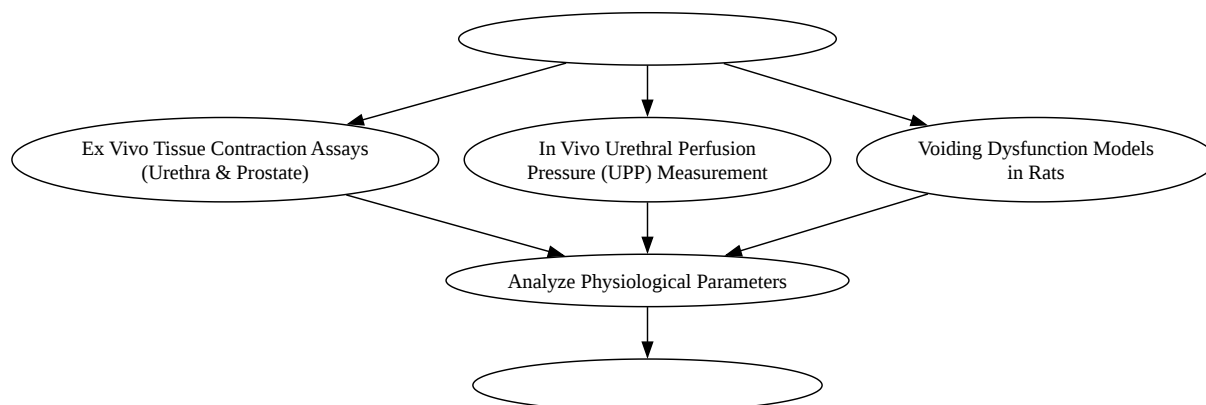 Ex Vivo Tissue Contraction Assays
(Urethra & Prostate)
In Vivo Urethral Perfusion
Pressure (UPP) Measurement
Voiding Dysfunction Models
in Rats
Analyze Physiological Parameters